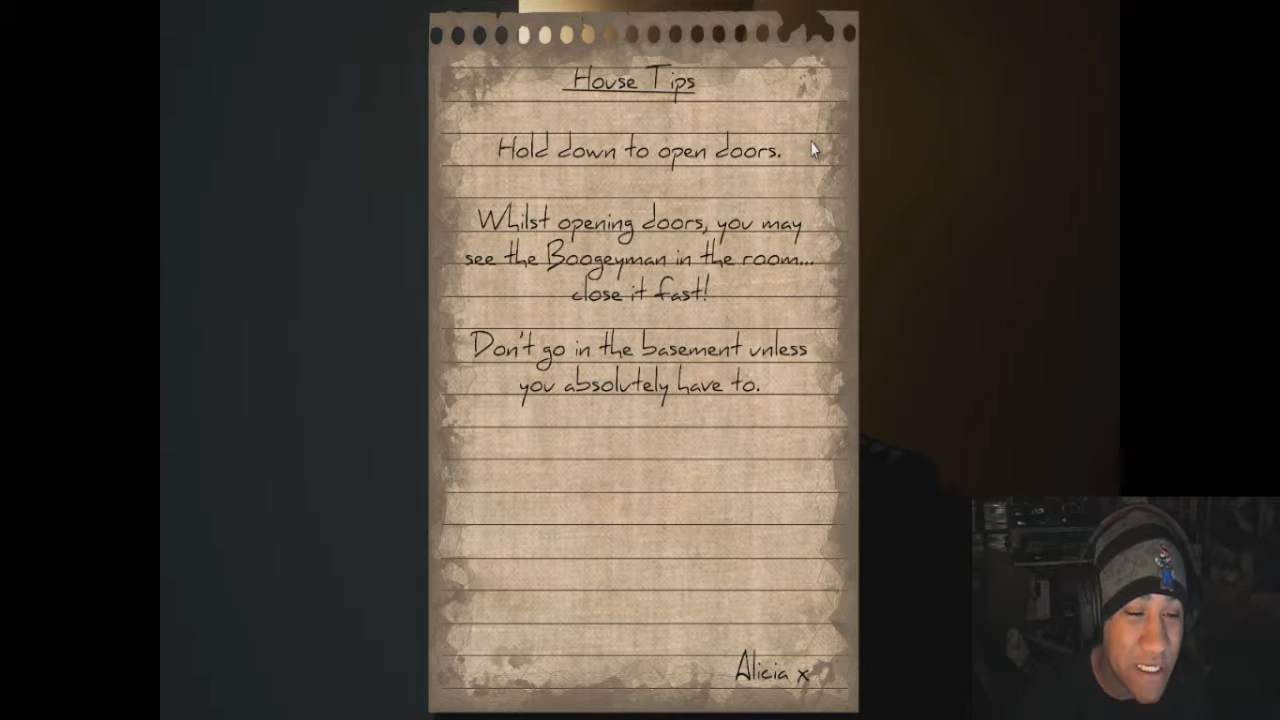 House Tips
Hold down to open doors.
Whilst opening doors, you may
see the Boogeyman in the room...
close it fast!
Don't go in the basement unless
you absolutely have to.
Alicia x